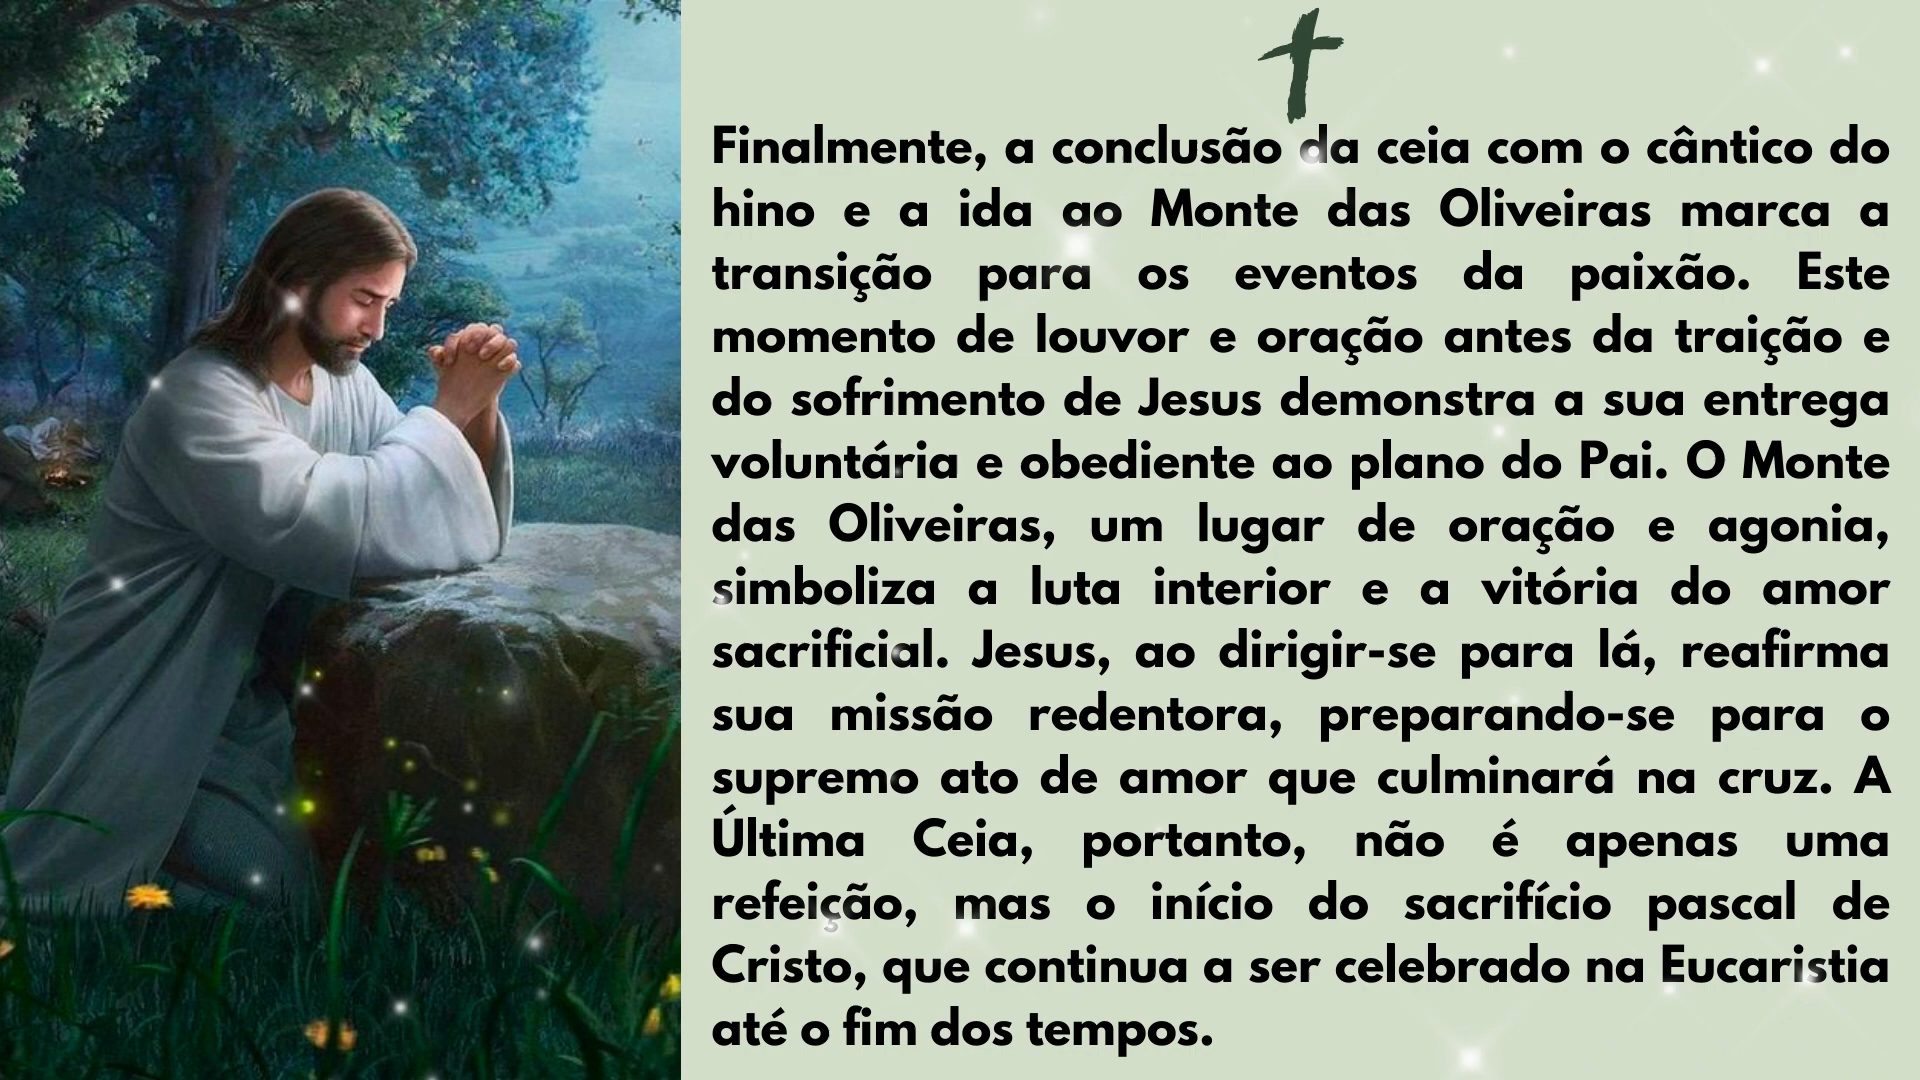 Finalmente, a conclusão da ceia com o cântico do
hino e a ida ao Monte das Oliveiras marca a
transição para os eventos da paixão. Este
momento de louvor e oração antes da traição e
do sofrimento de Jesus demonstra a sua entrega
voluntária e obediente ao plano do Pai. O Monte
das Oliveiras, um lugar de oração e agonia,
simboliza a luta interior e a vitória do amor
sacrificial. Jesus, ao dirigir-se para lá, reafirma
sua missão redentora, preparando-se para o
supremo ato de amor que culminará na cruz. A
Última Ceia, portanto, não é apenas uma
refeição, mas o início do sacrifício pascal de
Cristo, que continua a ser celebrado na Eucaristia
até o fim dos tempos.